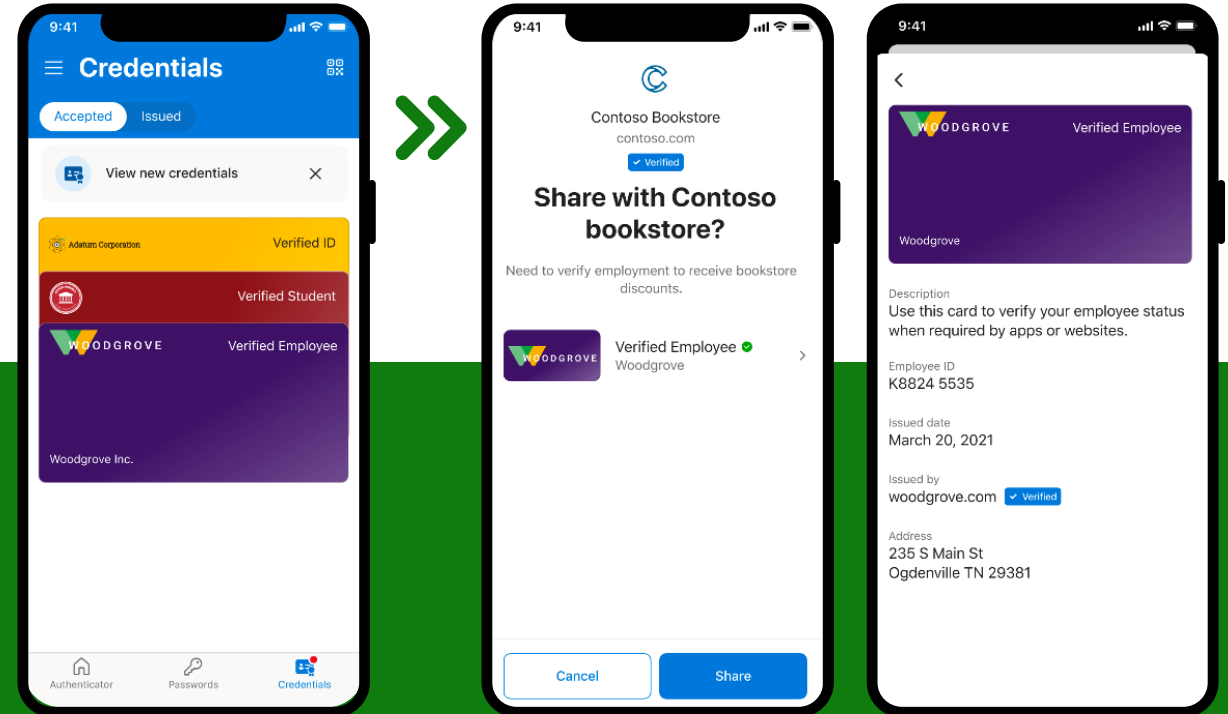 9:41
Credentials
Accepted
Issued
View new credentials
Adatum Corporation
Verified ID
Verified Student
WOODGROVE
Verified Employee
Woodgrove Inc.
Authenticator
Passwords
Credentials
9:41
Contoso Bookstore
contoso.com
Verified
Share with Contoso
bookstore?
Need to verify employment to receive bookstore
discounts.
WOODGROVE
Verified Employee
Woodgrove
Cancel
Share
9:41
WOODGROVE
Verified Employee
Woodgrove
Description
Use this card to verify your employee status
when required by apps or websites.
Employee ID
K8824 5535
Issued date
March 20, 2021
Issued by
woodgrove.com
Verified
Address
235 S Main St
Ogdenville TN 29381